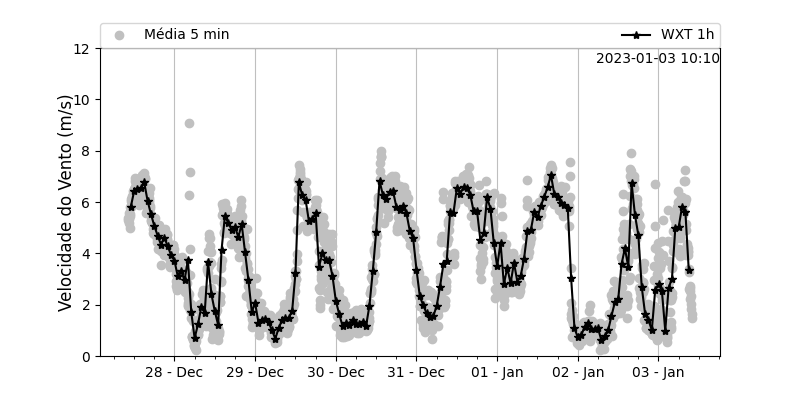 Média 5 min
WXT 1h
2023-01-03 10:10
Velocidade do Vento (m/s)
12
10
8
6
4
2
0
28 - Dec
29 - Dec
30 - Dec
31 - Dec
01 - Jan
02 - Jan
03 - Jan